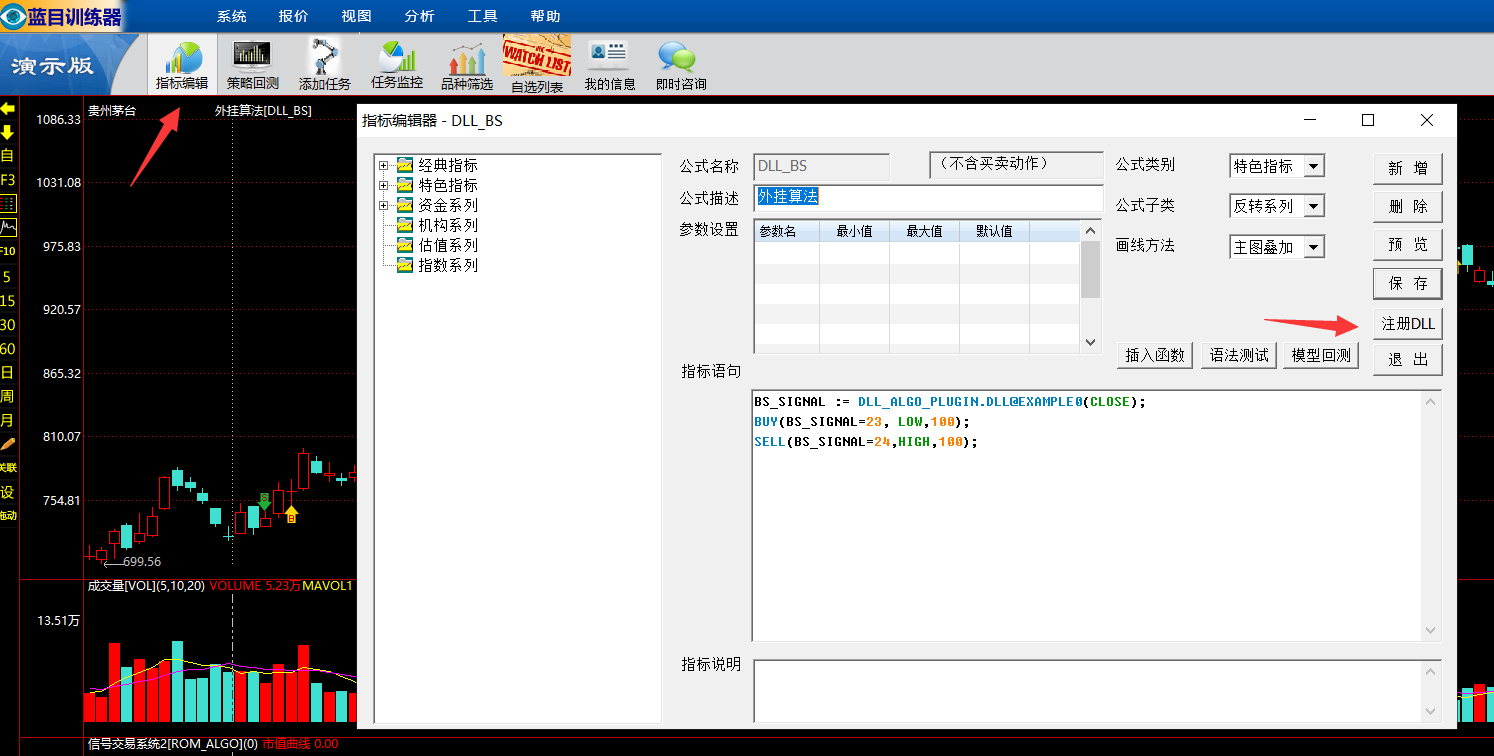 蓝目训练器 系统 报价 视图 分析 工具 帮助
演示版
指标编辑 策略回测 添加任务 任务监控 品种筛选 自选列表 我的信息 即时咨询
WATCH LIST
自
F3
F10
5
15
30
60
日
周
月
关联
设
拖动
贵州茅台 外挂算法[DLL_BS]
1086.33
1031.08
975.83
920.57
865.32
810.07
754.81
S
B
699.56
成交量[VOL](5,10,20) VOLUME 5.23万 MAVOL1
13.51万
信号交易系统2[ROM_ALGO](0) 市值曲线 0.00
指标编辑器 - DLL_BS
经典指标
特色指标
资金系列
机构系列
估值系列
指数系列
公式名称 DLL_BS （不含买卖动作） 公式类别 特色指标 新 增
公式描述 外挂算法 公式子类 反转系列 删 除
参数设置 参数名 最小值 最大值 默认值 画线方法 主图叠加 预 览
保 存
注册DLL
插入函数 语法测试 模型回测 退 出
指标语句
BS_SIGNAL := DLL_ALGO_PLUGIN.DLL@EXAMPLE0(CLOSE);
BUY(BS_SIGNAL=23, LOW,100);
SELL(BS_SIGNAL=24,HIGH,100);
指标说明